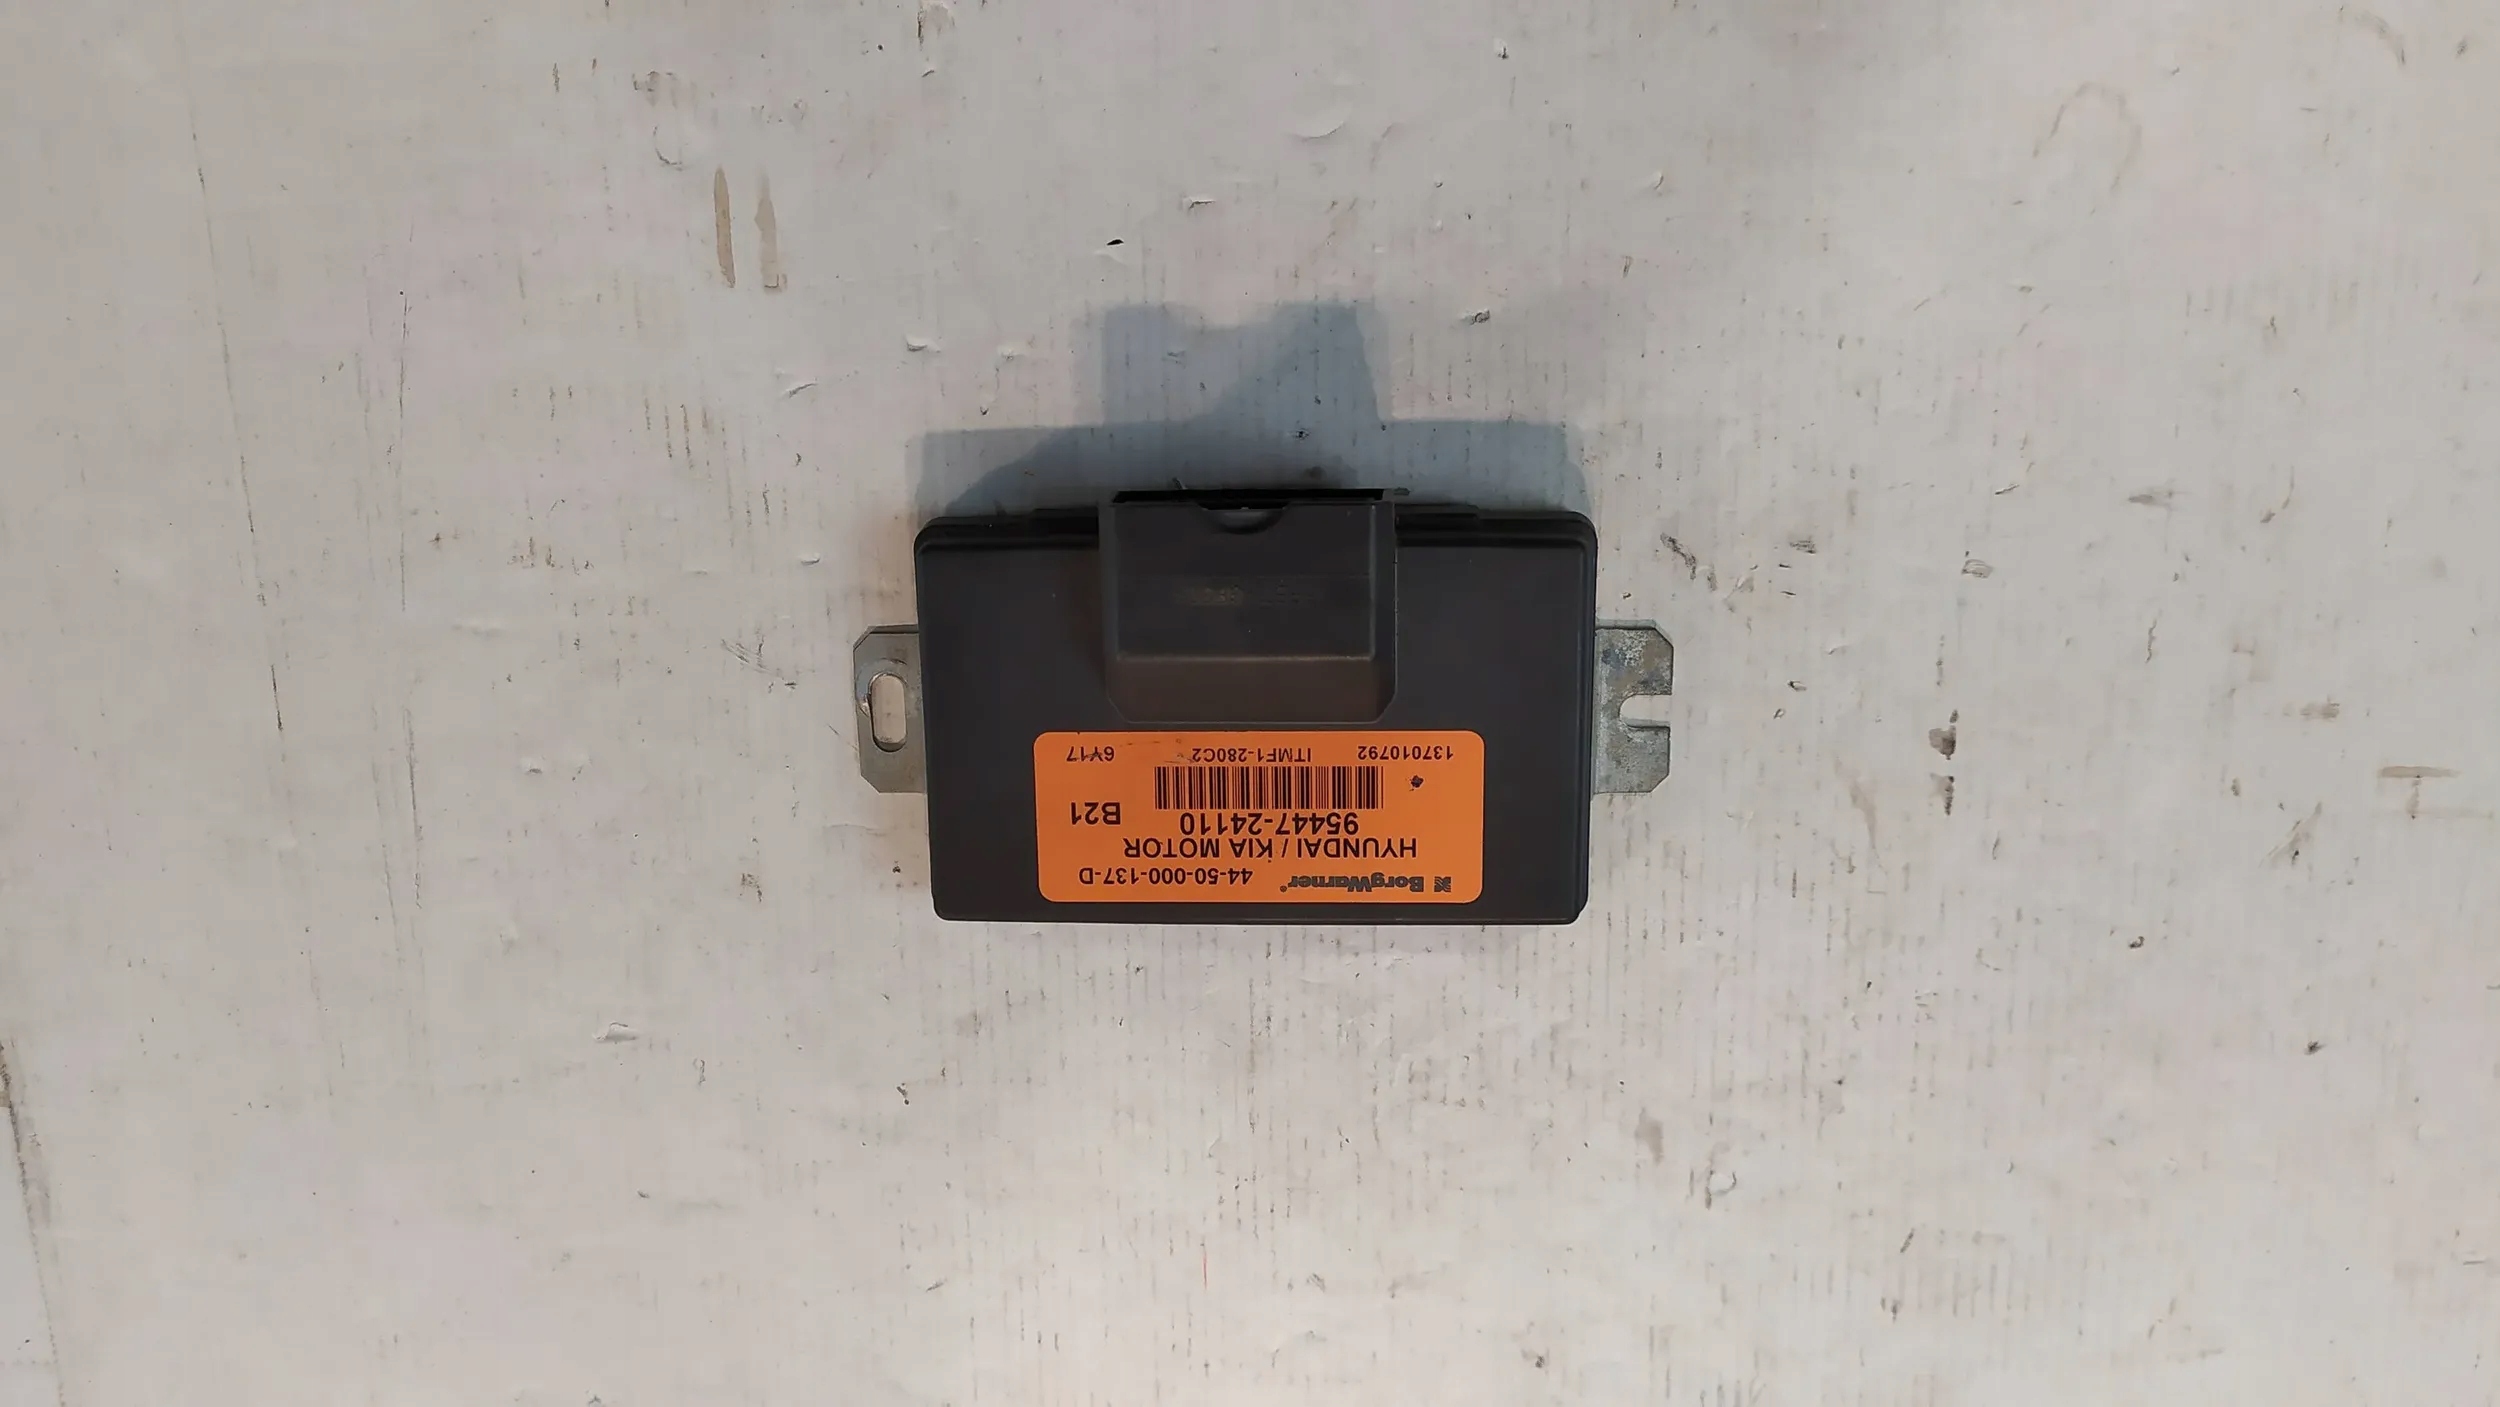 BorgWarner® 44-50-000-137-D
HYUNDAI / KIA MOTOR
95447-24110
B21
137010792 ITMF1-280C2 6Y17